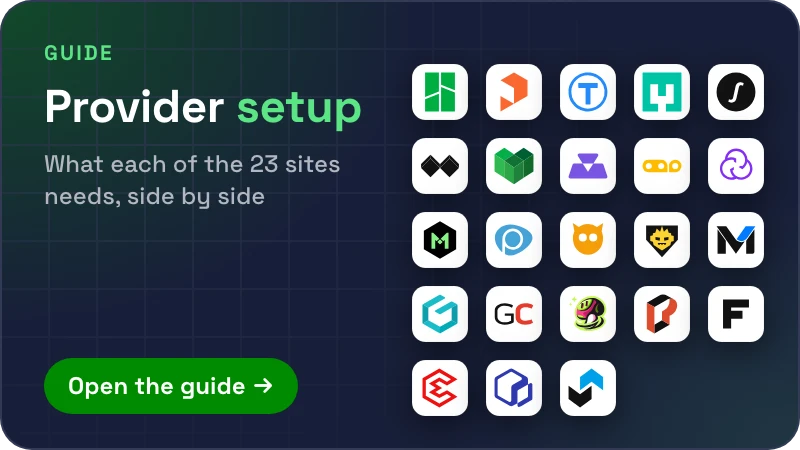 GUIDE
Provider setup
What each of the 23 sites
needs, side by side
Open the guide →
GC